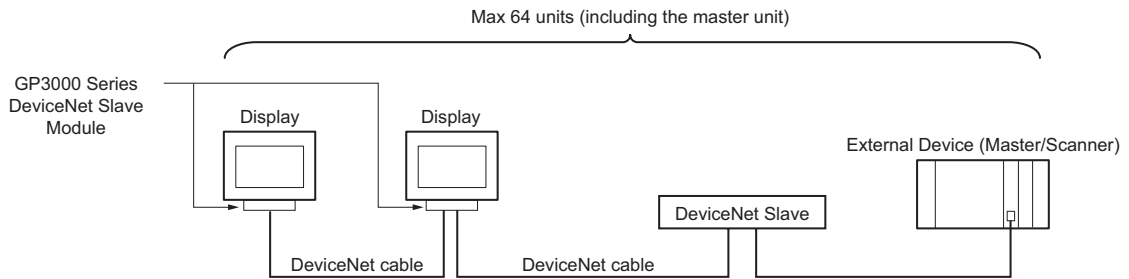 Max 64 units (including the master unit)
GP3000 Series
DeviceNet Slave
Module
Display
Display
External Device (Master/Scanner)
DeviceNet Slave
DeviceNet cable
DeviceNet cable